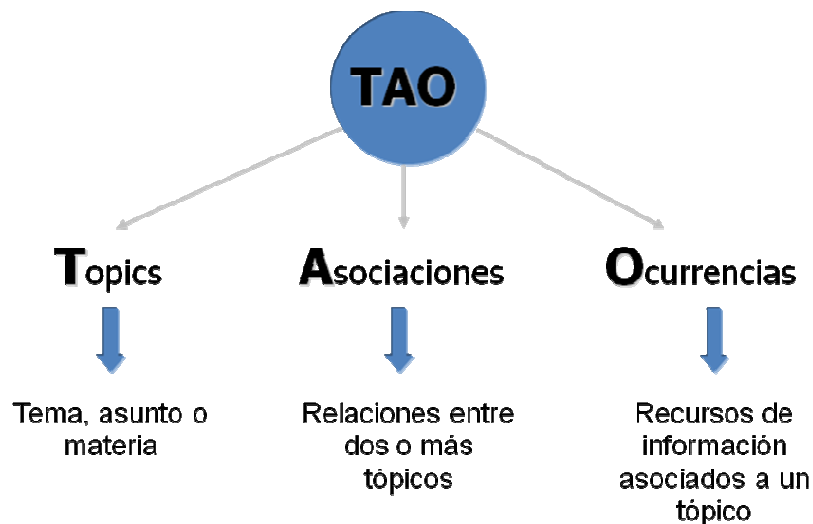 TAO
Topics
Asociaciones
Ocurrencias
Tema, asunto o
materia
Relaciones entre
dos o más
tópicos
Recursos de
información
asociados a un
tópico